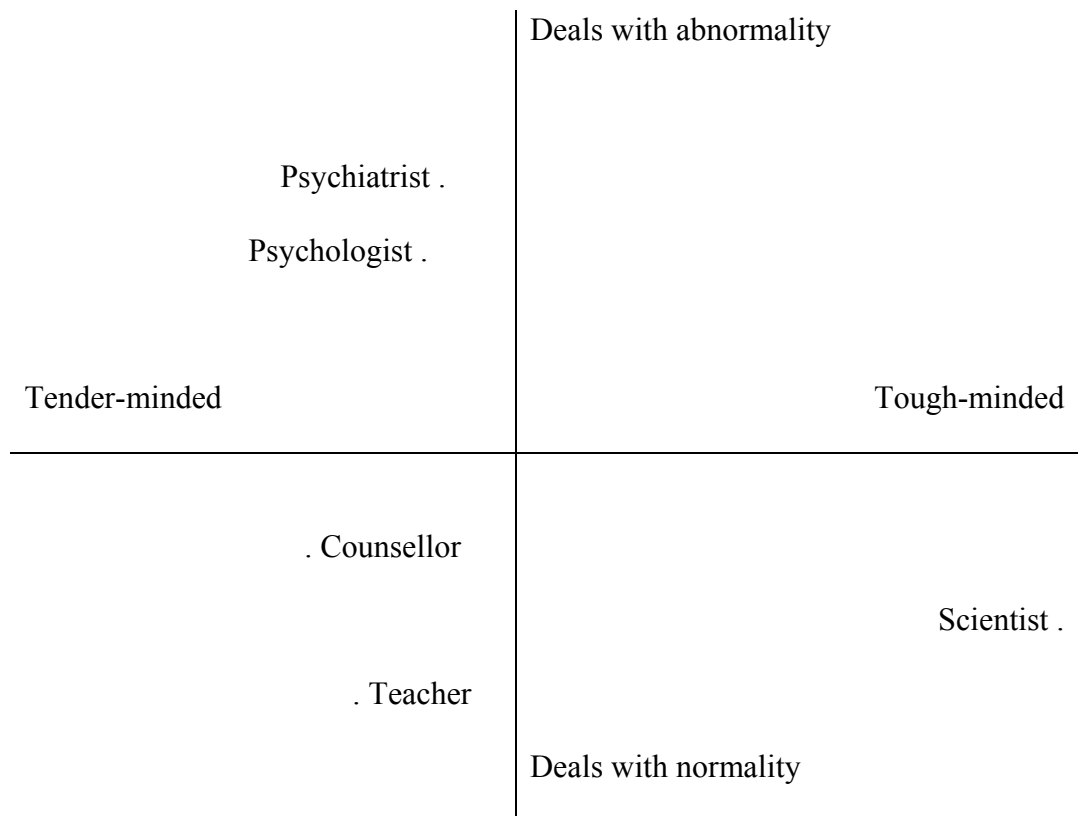 Deals with abnormality
Psychiatrist .
Psychologist .
Tender-minded
Tough-minded
. Counsellor
Scientist .
. Teacher
Deals with normality